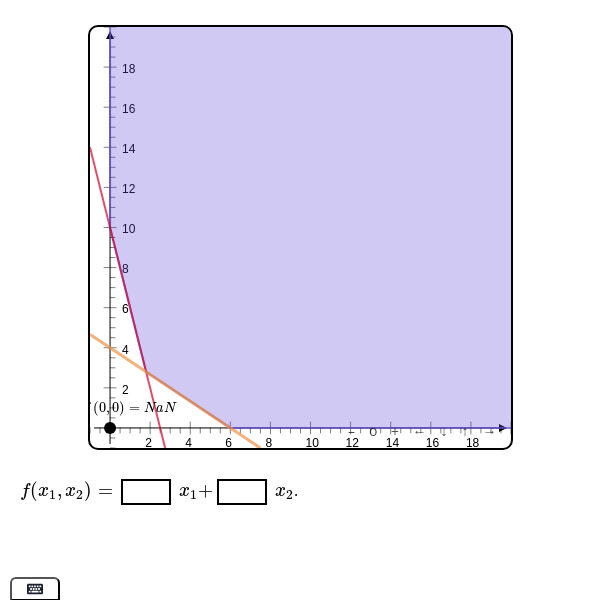 18
16
14
12
10
8
6
4
2
(0,0) = NaN
− O + ← ↓ ↑ →
2 4 6 8 10 12 14 16 18
f(x₁,x₂) = x₁+ x₂.